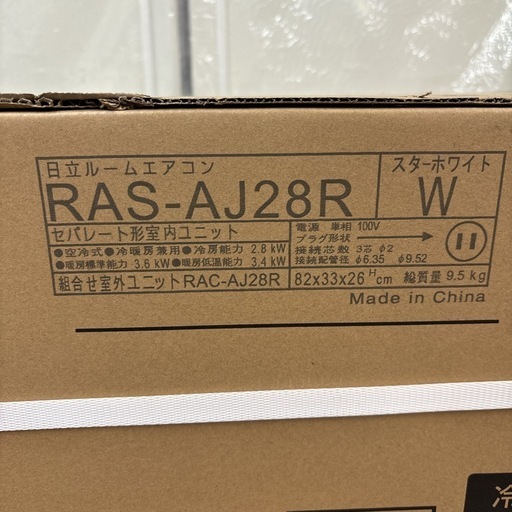 日立ルームエアコン
RAS-AJ28R
スターホワイト
W
セパレート形室内ユニット
●空冷式●冷暖房兼用●冷房能力 2.8 kW
●暖房標準能力 3.6 kW●暖房低温能力 3.4 kW
電源 単相 100V
プラグ形状
接続芯数 3芯 φ2
接続配管径 φ6.35 φ9.52
組合せ室外ユニットRAC-AJ28R
82x33x26ᴴcm 総質量 9.5 kg
Made in China
冷